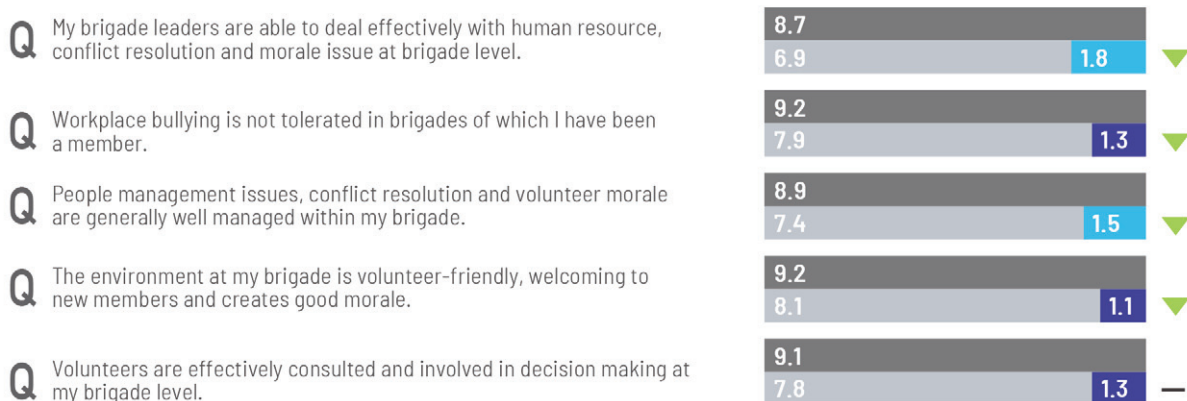 Q My brigade leaders are able to deal effectively with human resource,
conflict resolution and morale issue at brigade level.
8.7
6.9 1.8
Q Workplace bullying is not tolerated in brigades of which I have been
a member.
9.2
7.9 1.3
Q People management issues, conflict resolution and volunteer morale
are generally well managed within my brigade.
8.9
7.4 1.5
Q The environment at my brigade is volunteer-friendly, welcoming to
new members and creates good morale.
9.2
8.1 1.1
Q Volunteers are effectively consulted and involved in decision making at
my brigade level.
9.1
7.8 1.3